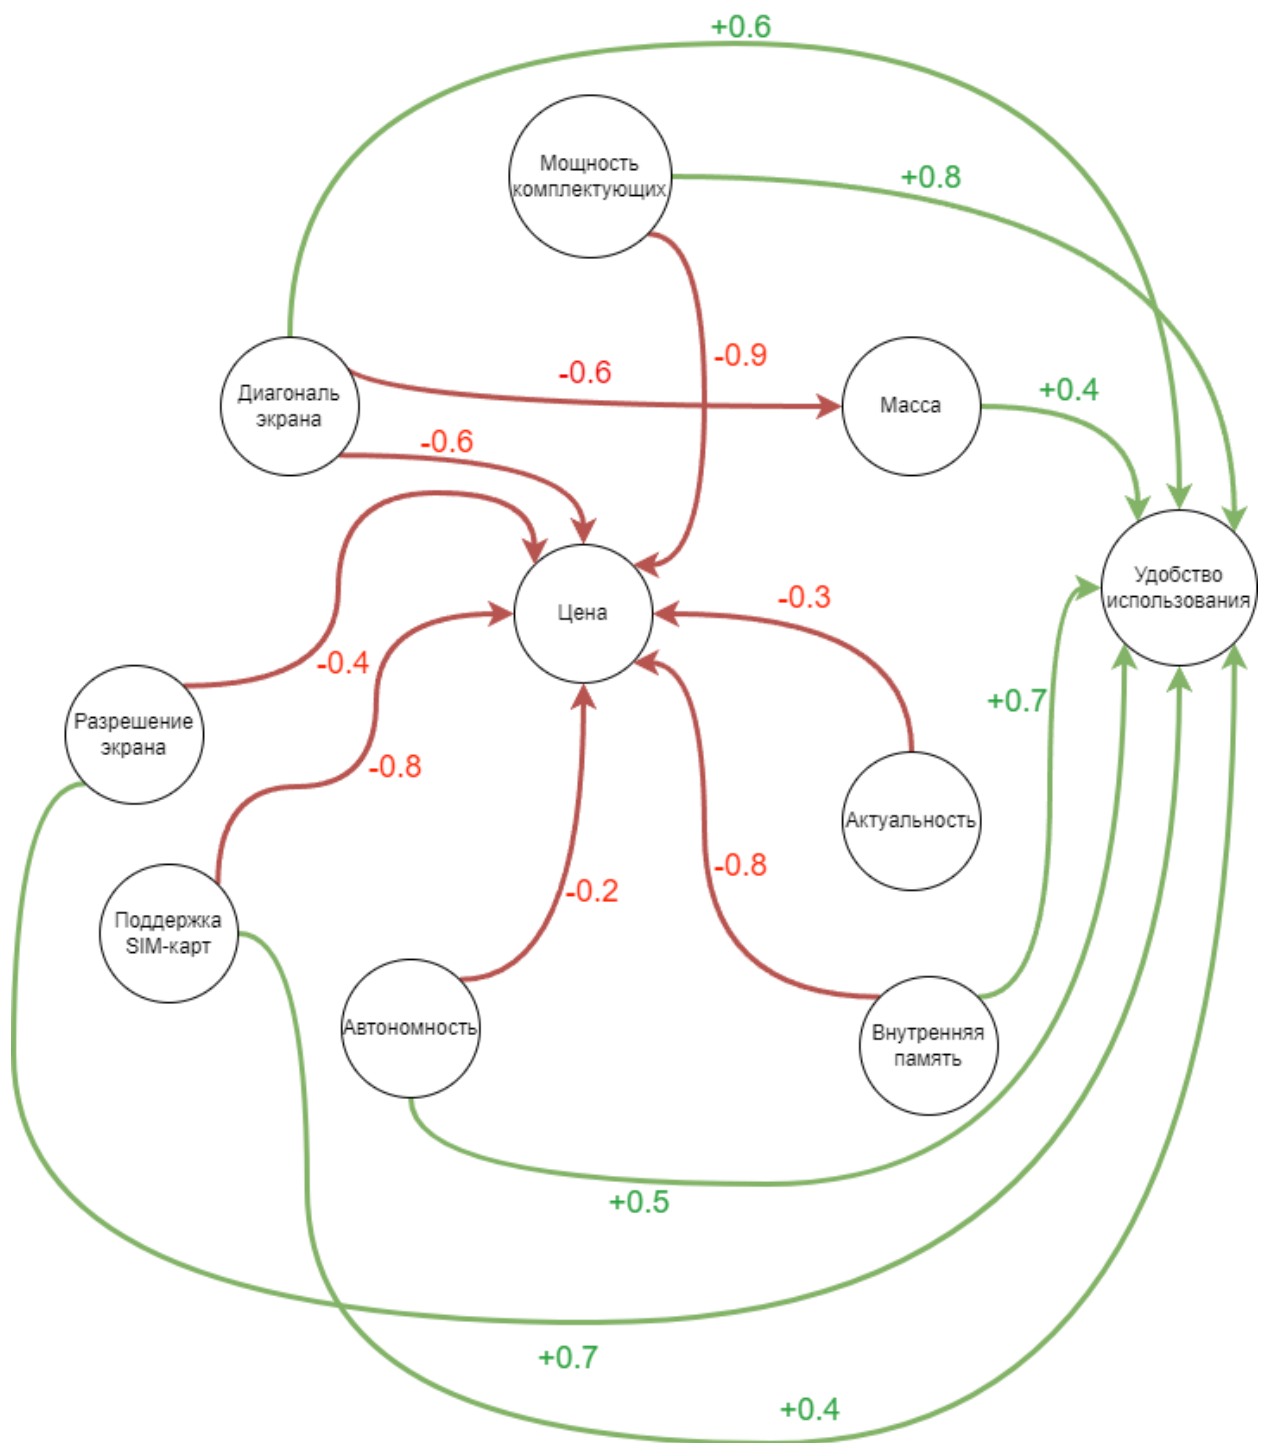 +0.6
Мощность
комплектующих
+0.8
-0.9
-0.6
Диагональ
экрана
Масса
+0.4
-0.6
Удобство
использования
Цена
-0.3
-0.4
+0.7
Разрешение
экрана
-0.8
Актуальность
-0.8
-0.2
Поддержка
SIM-карт
Автономность
Внутренняя
память
+0.5
+0.7
+0.4